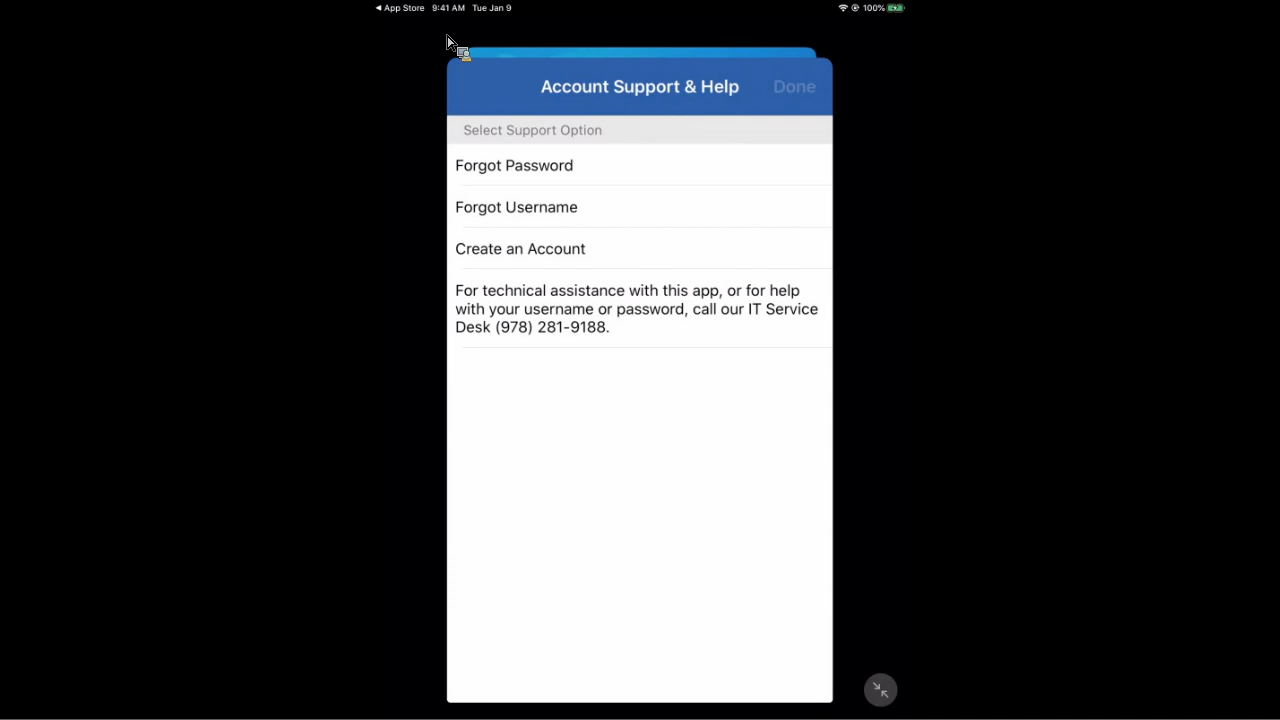 App Store 9:41 AM Tue Jan 9 100%
Account Support & Help Done
Select Support Option
Forgot Password
Forgot Username
Create an Account
For technical assistance with this app, or for help
with your username or password, call our IT Service
Desk (978) 281-9188.